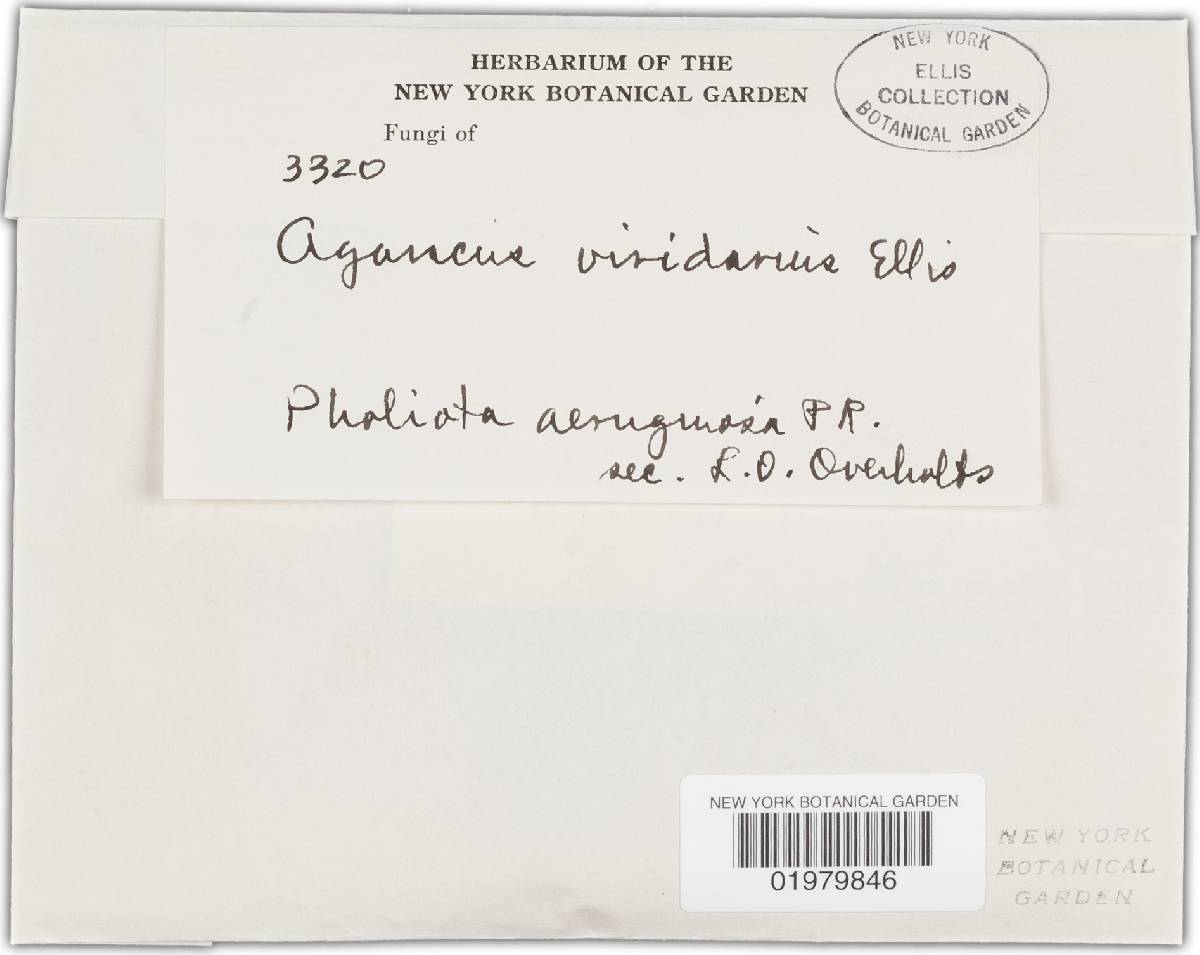 HERBARIUM OF THE
NEW YORK BOTANICAL GARDEN
NEW YORK
ELLIS
COLLECTION
BOTANICAL GARDEN
Fungi of
3320
Agaricus viridarius Ellis
Pholiota aeruginosa PK.
sec. L.O. Overholts
NEW YORK BOTANICAL GARDEN
01979846
NEW YORK
BOTANICAL
GARDEN